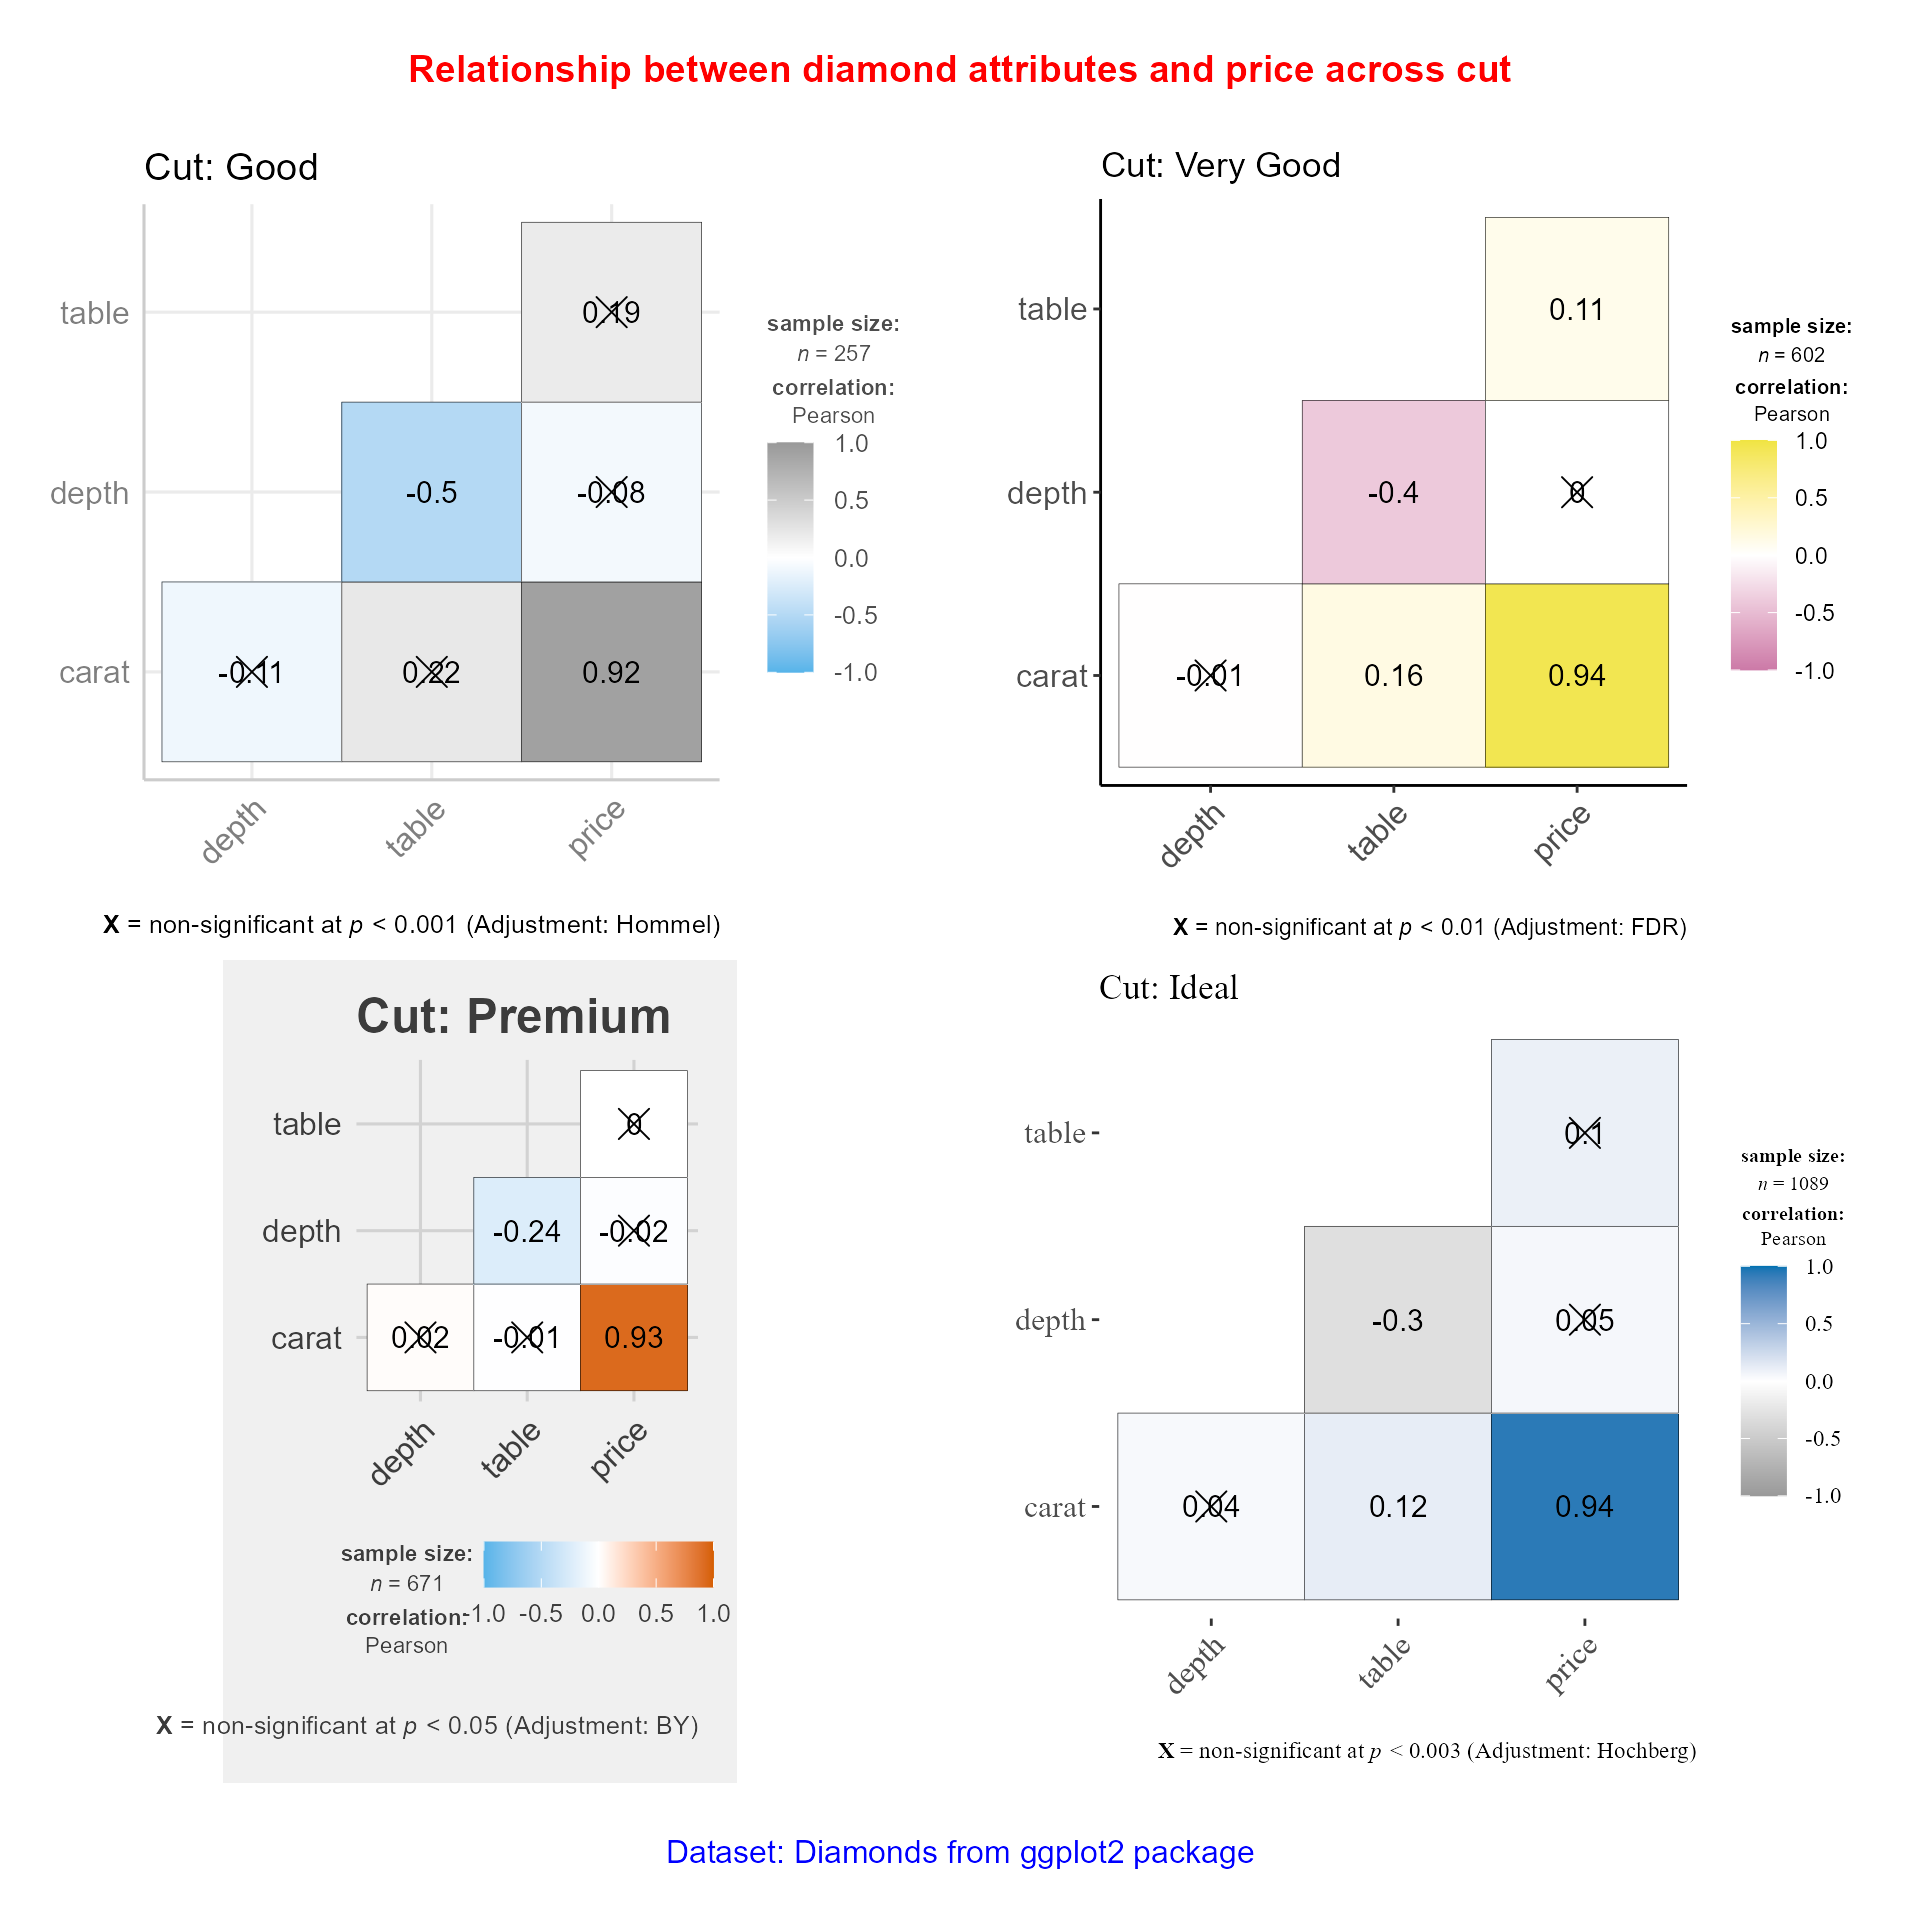 Relationship between diamond attributes and price across cut
Cut: Good
table
0.19
depth
-0.5
-0.08
carat
-0.11
0.22
0.92
depth
table
price
sample size:
n = 257
correlation:
Pearson
1.0
0.5
0.0
-0.5
-1.0
X = non-significant at p < 0.001 (Adjustment: Hommel)
Cut: Very Good
table
0.11
depth
-0.4
0
carat
-0.01
0.16
0.94
depth
table
price
sample size:
n = 602
correlation:
Pearson
1.0
0.5
0.0
-0.5
-1.0
X = non-significant at p < 0.01 (Adjustment: FDR)
Cut: Premium
table
0
depth
-0.24
-0.02
carat
0.02
-0.01
0.93
depth
table
price
sample size:
n = 671
correlation:
Pearson
-1.0 -0.5 0.0 0.5 1.0
X = non-significant at p < 0.05 (Adjustment: BY)
Cut: Ideal
table
0.1
depth
-0.3
0.05
carat
0.04
0.12
0.94
depth
table
price
sample size:
n = 1089
correlation:
Pearson
1.0
0.5
0.0
-0.5
-1.0
X = non-significant at p < 0.003 (Adjustment: Hochberg)
Dataset: Diamonds from ggplot2 package